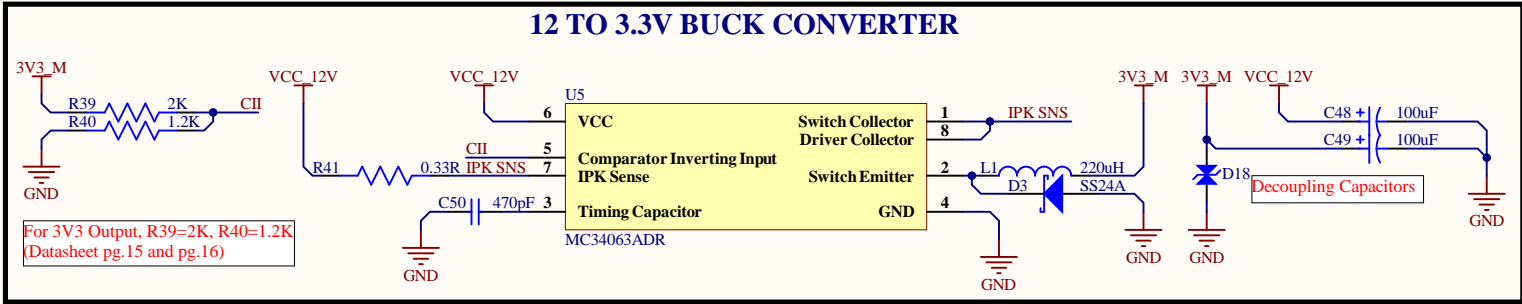 12 TO 3.3V BUCK CONVERTER
3V3_M
R39 2K CII
R40 1.2K
GND
For 3V3 Output, R39=2K, R40=1.2K
(Datasheet pg.15 and pg.16)
VCC_12V
R41 0.33R IPK SNS
CII
VCC_12V
C50 470pF
GND
U5
6 VCC
5 Comparator Inverting Input
7 IPK Sense
3 Timing Capacitor
Switch Collector 1
Driver Collector 8
Switch Emitter 2
GND 4
MC34063ADR
IPK SNS
3V3_M
L1 220uH
D3 SS24A
GND
GND
3V3_M
D18
GND
VCC_12V
C48 + 100uF
C49 + 100uF
Decoupling Capacitors
GND